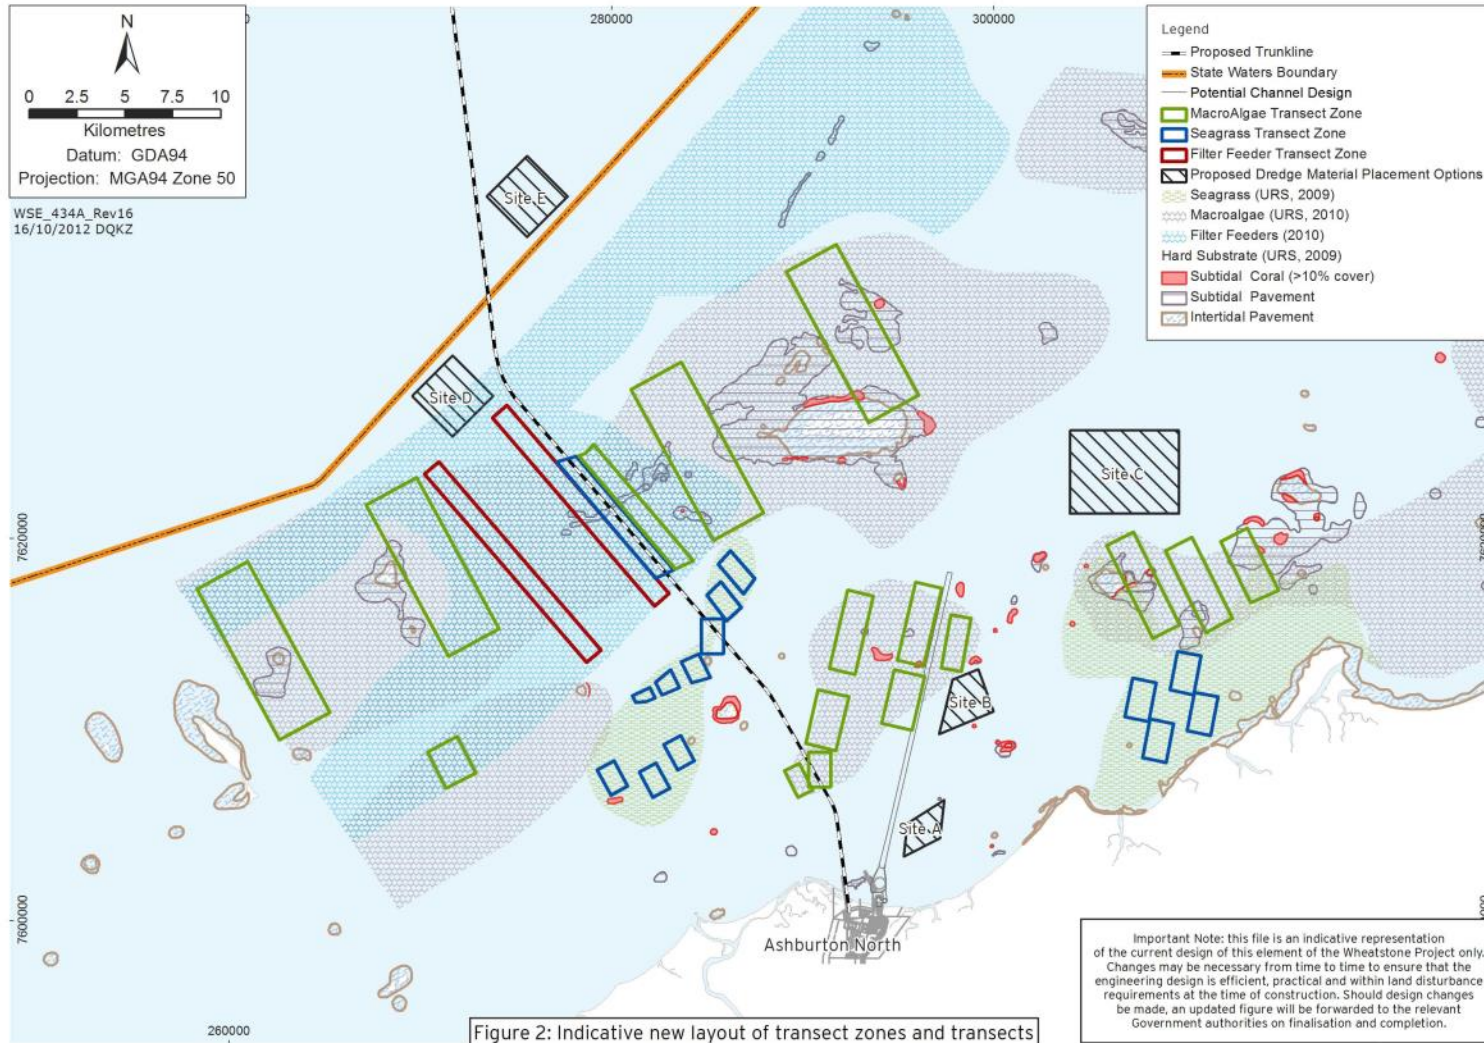 280000
300000
N
0 2.5 5 7.5 10
Kilometres
Datum: GDA94
Projection: MGA94 Zone 50
WSE_434A_Rev16
16/10/2012 DQKZ
Legend
Proposed Trunkline
State Waters Boundary
Potential Channel Design
MacroAlgae Transect Zone
Seagrass Transect Zone
Filter Feeder Transect Zone
Proposed Dredge Material Placement Options
Seagrass (URS, 2009)
Macroalgae (URS, 2010)
Filter Feeders (2010)
Hard Substrate (URS, 2009)
Subtidal Coral (>10% cover)
Subtidal Pavement
Intertidal Pavement
Site E
Site D
Site C
7620000
Site B
Site A
7600000
Ashburton North
260000
Important Note: this file is an indicative representation
of the current design of this element of the Wheatstone Project only.
Changes may be necessary from time to time to ensure that the
engineering design is efficient, practical and within land disturbance
requirements at the time of construction. Should design changes
be made, an updated figure will be forwarded to the relevant
Government authorities on finalisation and completion.
Figure 2: Indicative new layout of transect zones and transects